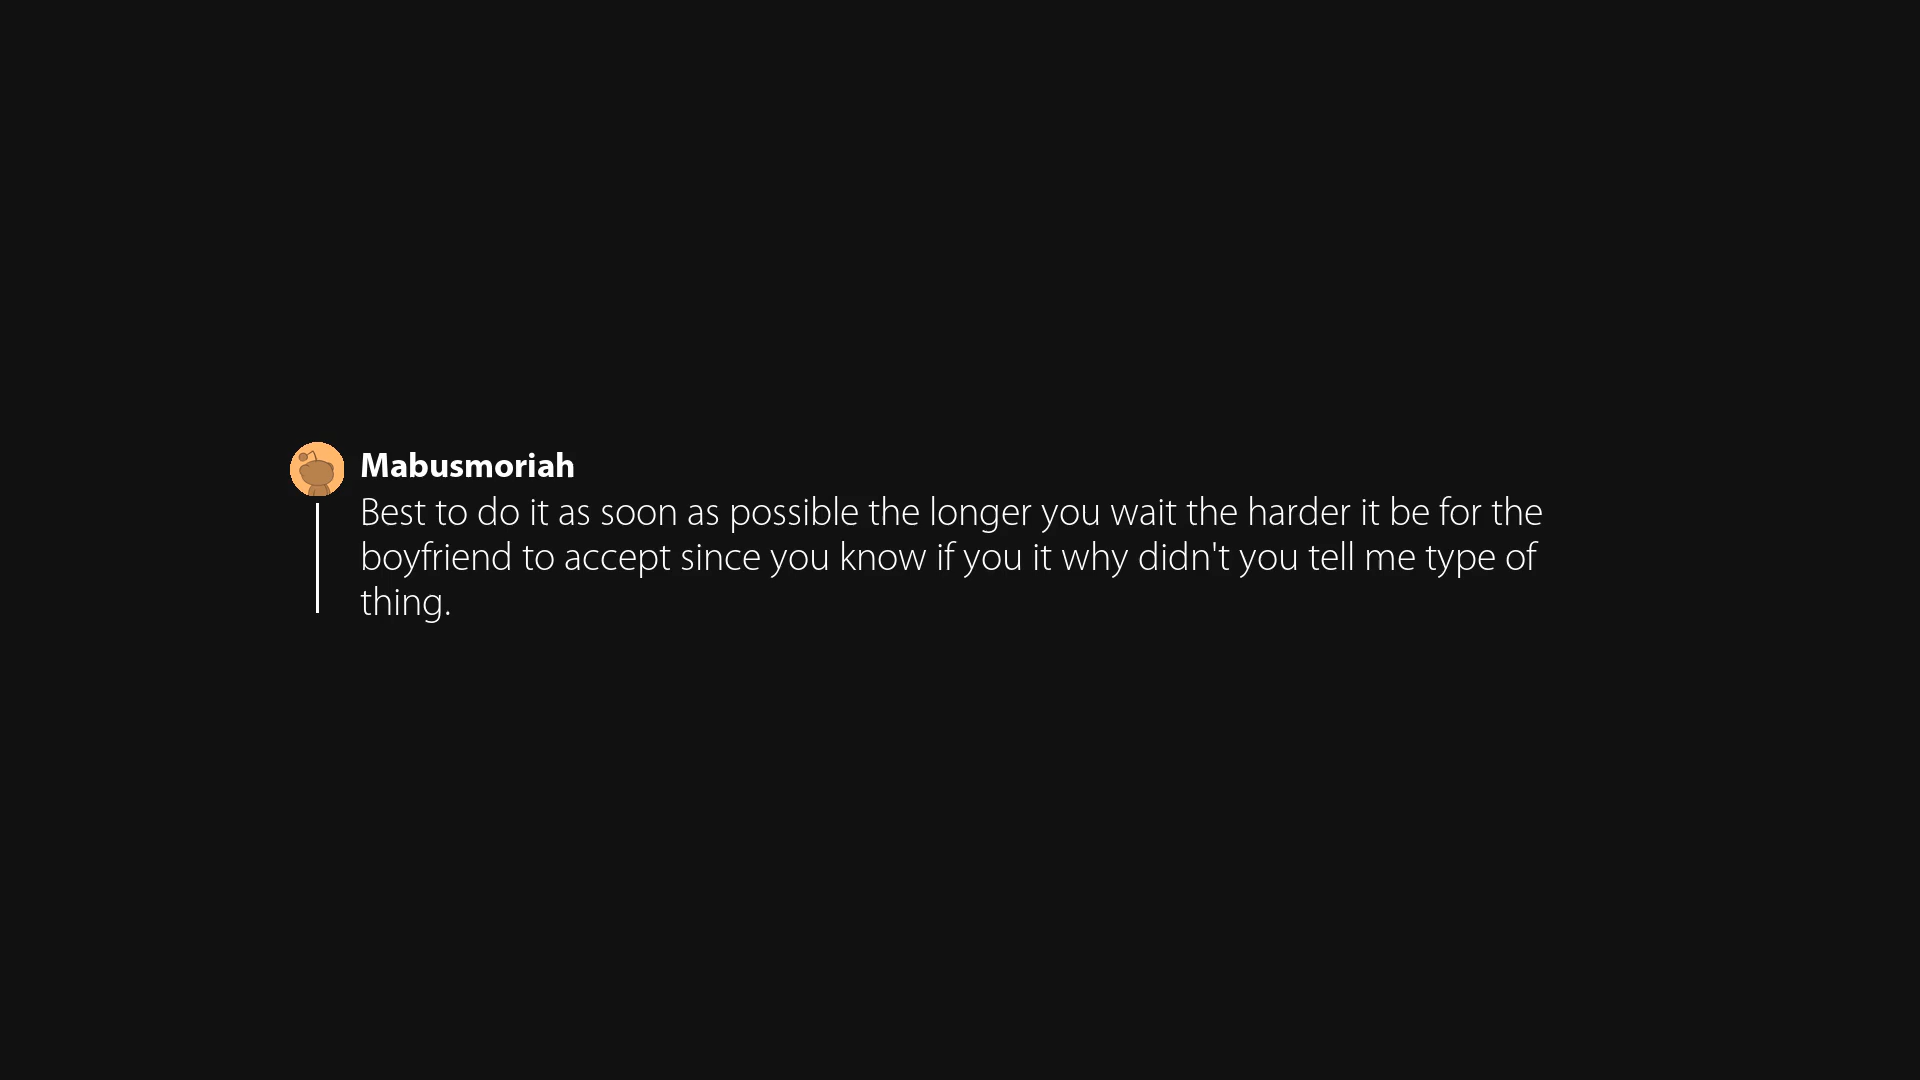 Mabusmoriah
Best to do it as soon as possible the longer you wait the harder it be for the
boyfriend to accept since you know if you it why didn't you tell me type of
thing.